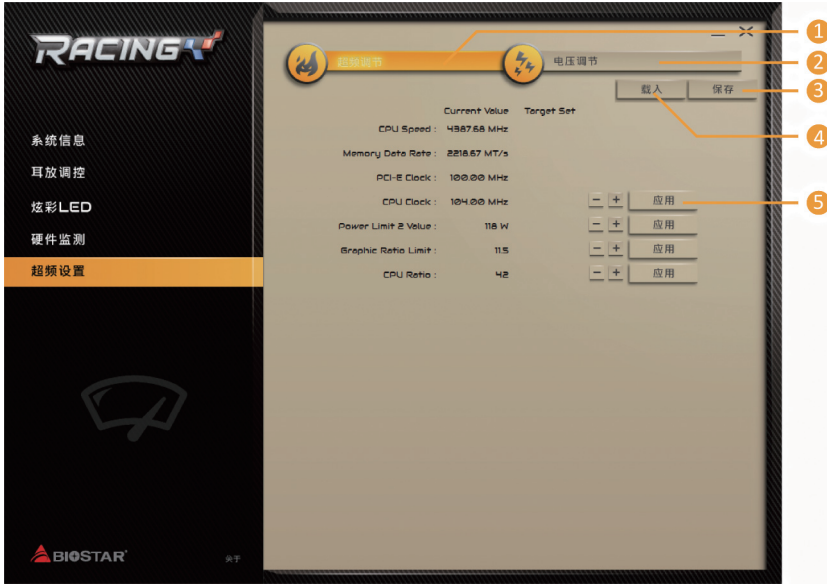 RACING
超频调节
电压调节
1
2
载入
保存
3
4
Current Value Target Set
系统信息
耳放调控
炫彩LED
硬件监测
超频设置
CPU Speed : 4387.68 MHz
Memory Data Rate : 2218.67 MT/s
PCI-E Clock : 100.00 MHz
CPU Clock : 104.00 MHz - + 应用 5
Power Limit 2 Value : 118 W - + 应用
Graphic Ratio Limit : 11.5 - + 应用
CPU Ratio : 42 - + 应用
BIOSTAR
关于